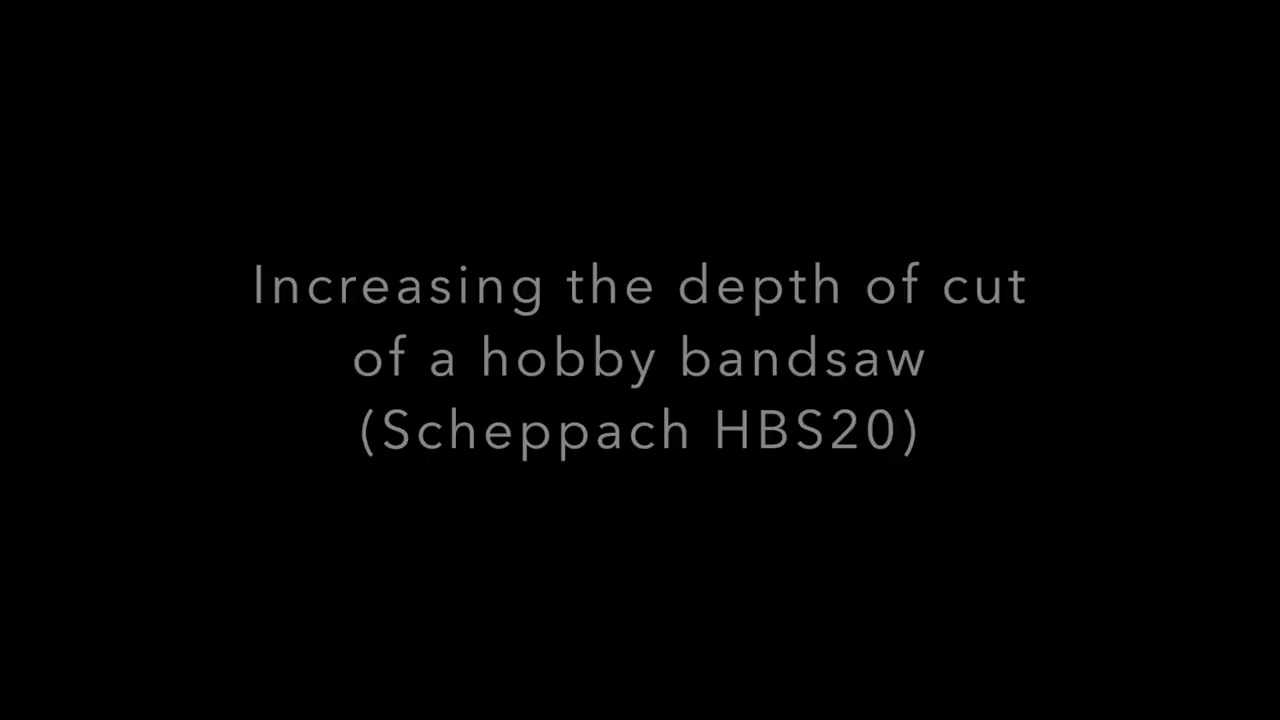 Increasing the depth of cut
of a hobby bandsaw
(Scheppach HBS20)